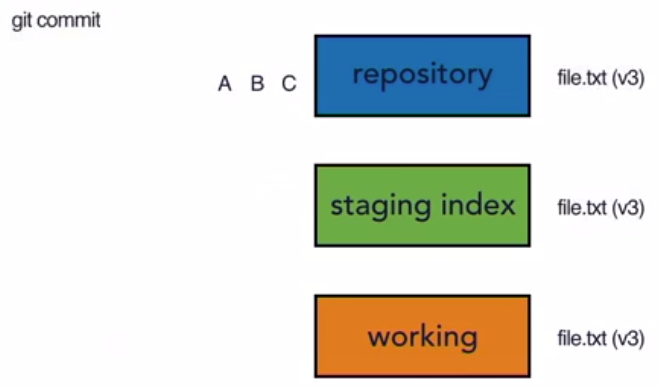 git commit
A B C repository file.txt (v3)
staging index file.txt (v3)
working file.txt (v3)